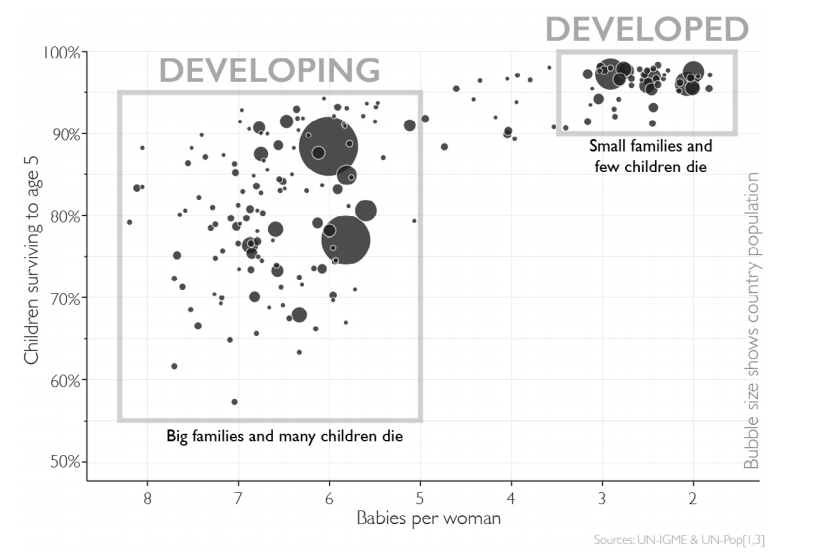 DEVELOPED
DEVELOPING
100%
90%
80%
70%
60%
50%
Children surviving to age 5
Small families and
few children die
Big families and many children die
Bubble size shows country population
8 7 6 5 4 3 2
Babies per woman
Sources: UN-IGME & UN-Pop[1,3]